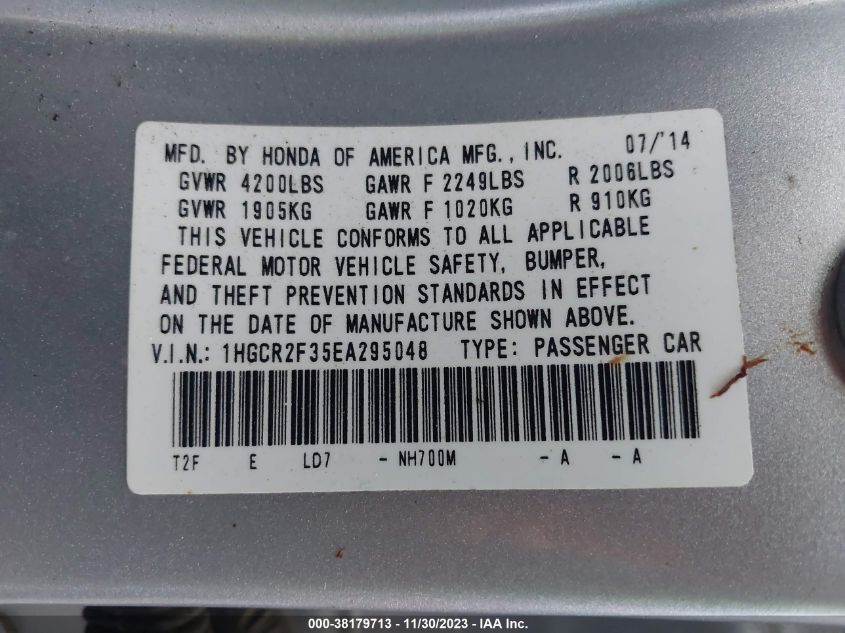 MFD. BY HONDA OF AMERICA MFG., INC. 07/'14
GVWR 4200LBS GAWR F 2249LBS R 2006LBS
GVWR 1905KG GAWR F 1020KG R 910KG
THIS VEHICLE CONFORMS TO ALL APPLICABLE
FEDERAL MOTOR VEHICLE SAFETY, BUMPER,
AND THEFT PREVENTION STANDARDS IN EFFECT
ON THE DATE OF MANUFACTURE SHOWN ABOVE.
V.I.N.: 1HGCR2F35EA295048 TYPE: PASSENGER CAR
T2F E LD7 - NH700M - A - A
000-38179713 - 11/30/2023 - IAA Inc.